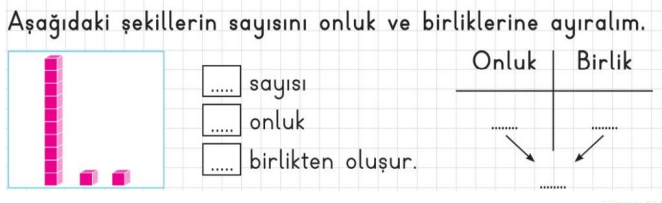 Aşağıdaki şekillerin sayısını onluk ve birliklerine ayıralım.
..... sayısı
..... onluk
..... birlikten oluşur.
Onluk Birlik
........ ........
........